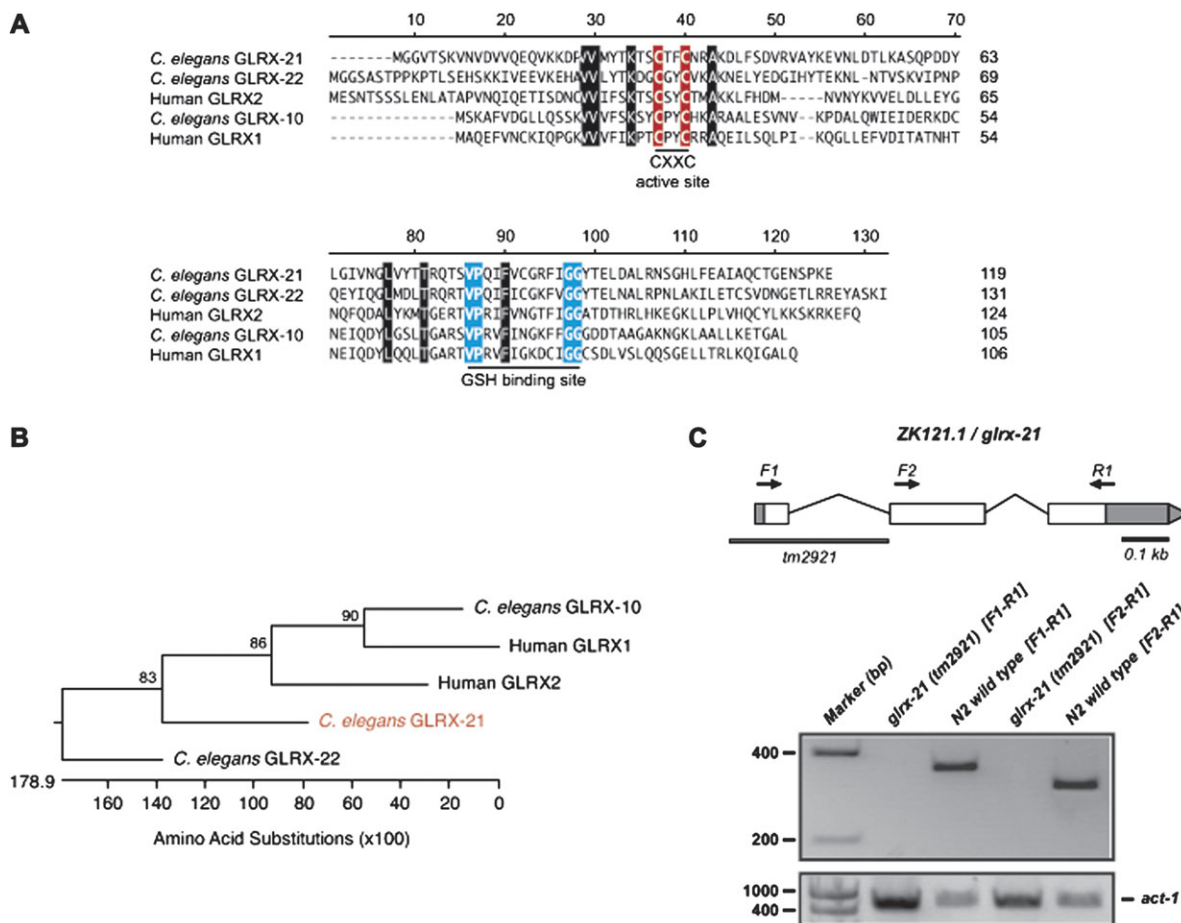 A
10 20 30 40 50 60 70
C. elegans GLRX-21 -------MGGVTSKVNVDVVQEQVKKDFVVMYTKTSCTFCNRAKDLFSDVRVAYKEVNLDTLKASQPDDY 63
C. elegans GLRX-22 MGGSASTPPKPTLSEHSKKIVEEVKEHAVVLYTKDGCGYCVKAKNELYEDGIHYTEKNL-NTVSKVIPNP 69
Human GLRX2 MESNTSSSLENLATAPVNQIQETISDNCVVIFSKTSCSYCTMAKKLFHDM-----NVNYKVVELDLLEYG 65
C. elegans GLRX-10 ---------------MSKAFVDGLLQSSKVVVFSKSYCPYCHKARAALESVNV--KPDALQWIEIDERKDC 54
Human GLRX1 ---------------MAQEFVNCKIQPGKVVVFIKPTCPYCRRAQEILSQLPI--KQGLLEFVDITATNHT 54
CXXC
active site
80 90 100 110 120 130
C. elegans GLRX-21 LGIVNGLVYTTRQTSVPQIFVCGRFIGGYTELDALRNSGHLFEAIAQCTGENSPKE 119
C. elegans GLRX-22 QEYIQGLMDLTRQRTVPQIFICGKFVGGYTELNALRPNLAKILETCSVDNGETLRREYASKI 131
Human GLRX2 NQFQDALYKMTGERTVPRIFVNGTFIGGATDTHRLHKEGKLLPLVHQCYLKKSKRKEFQ 124
C. elegans GLRX-10 NEIQDYLGSLTGARSVPRVFINGKFFGGGDDTAAGAKNGKLAALLKETGAL 105
Human GLRX1 NEIQDYLQQLTGARTVPRVFIGKDCIGGCSDLVSLQQSGELLTRLKQIGALQ 106
GSH binding site
B
90
C. elegans GLRX-10
86
Human GLRX1
83
Human GLRX2
C. elegans GLRX-21
C. elegans GLRX-22
178.9
160 140 120 100 80 60 40 20 0
Amino Acid Substitutions (x100)
C
ZK121.1 / glrx-21
F1 F2 R1
tm2921
0.1 kb
Marker (bp)
glrx-21 (tm2921) [F1-R1]
N2 wild type [F1-R1]
glrx-21 (tm2921) [F2-R1]
N2 wild type [F2-R1]
400
200
1000
400
act-1